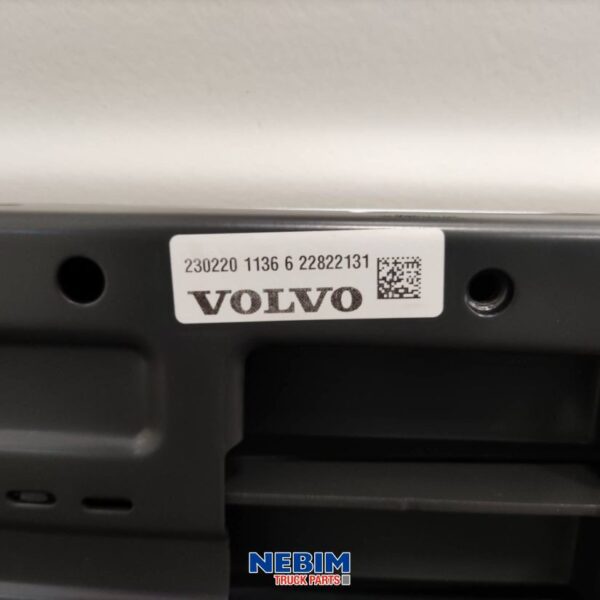 230220 1136 6 22822131
VOLVO
NEBIM
TRUCK PARTS